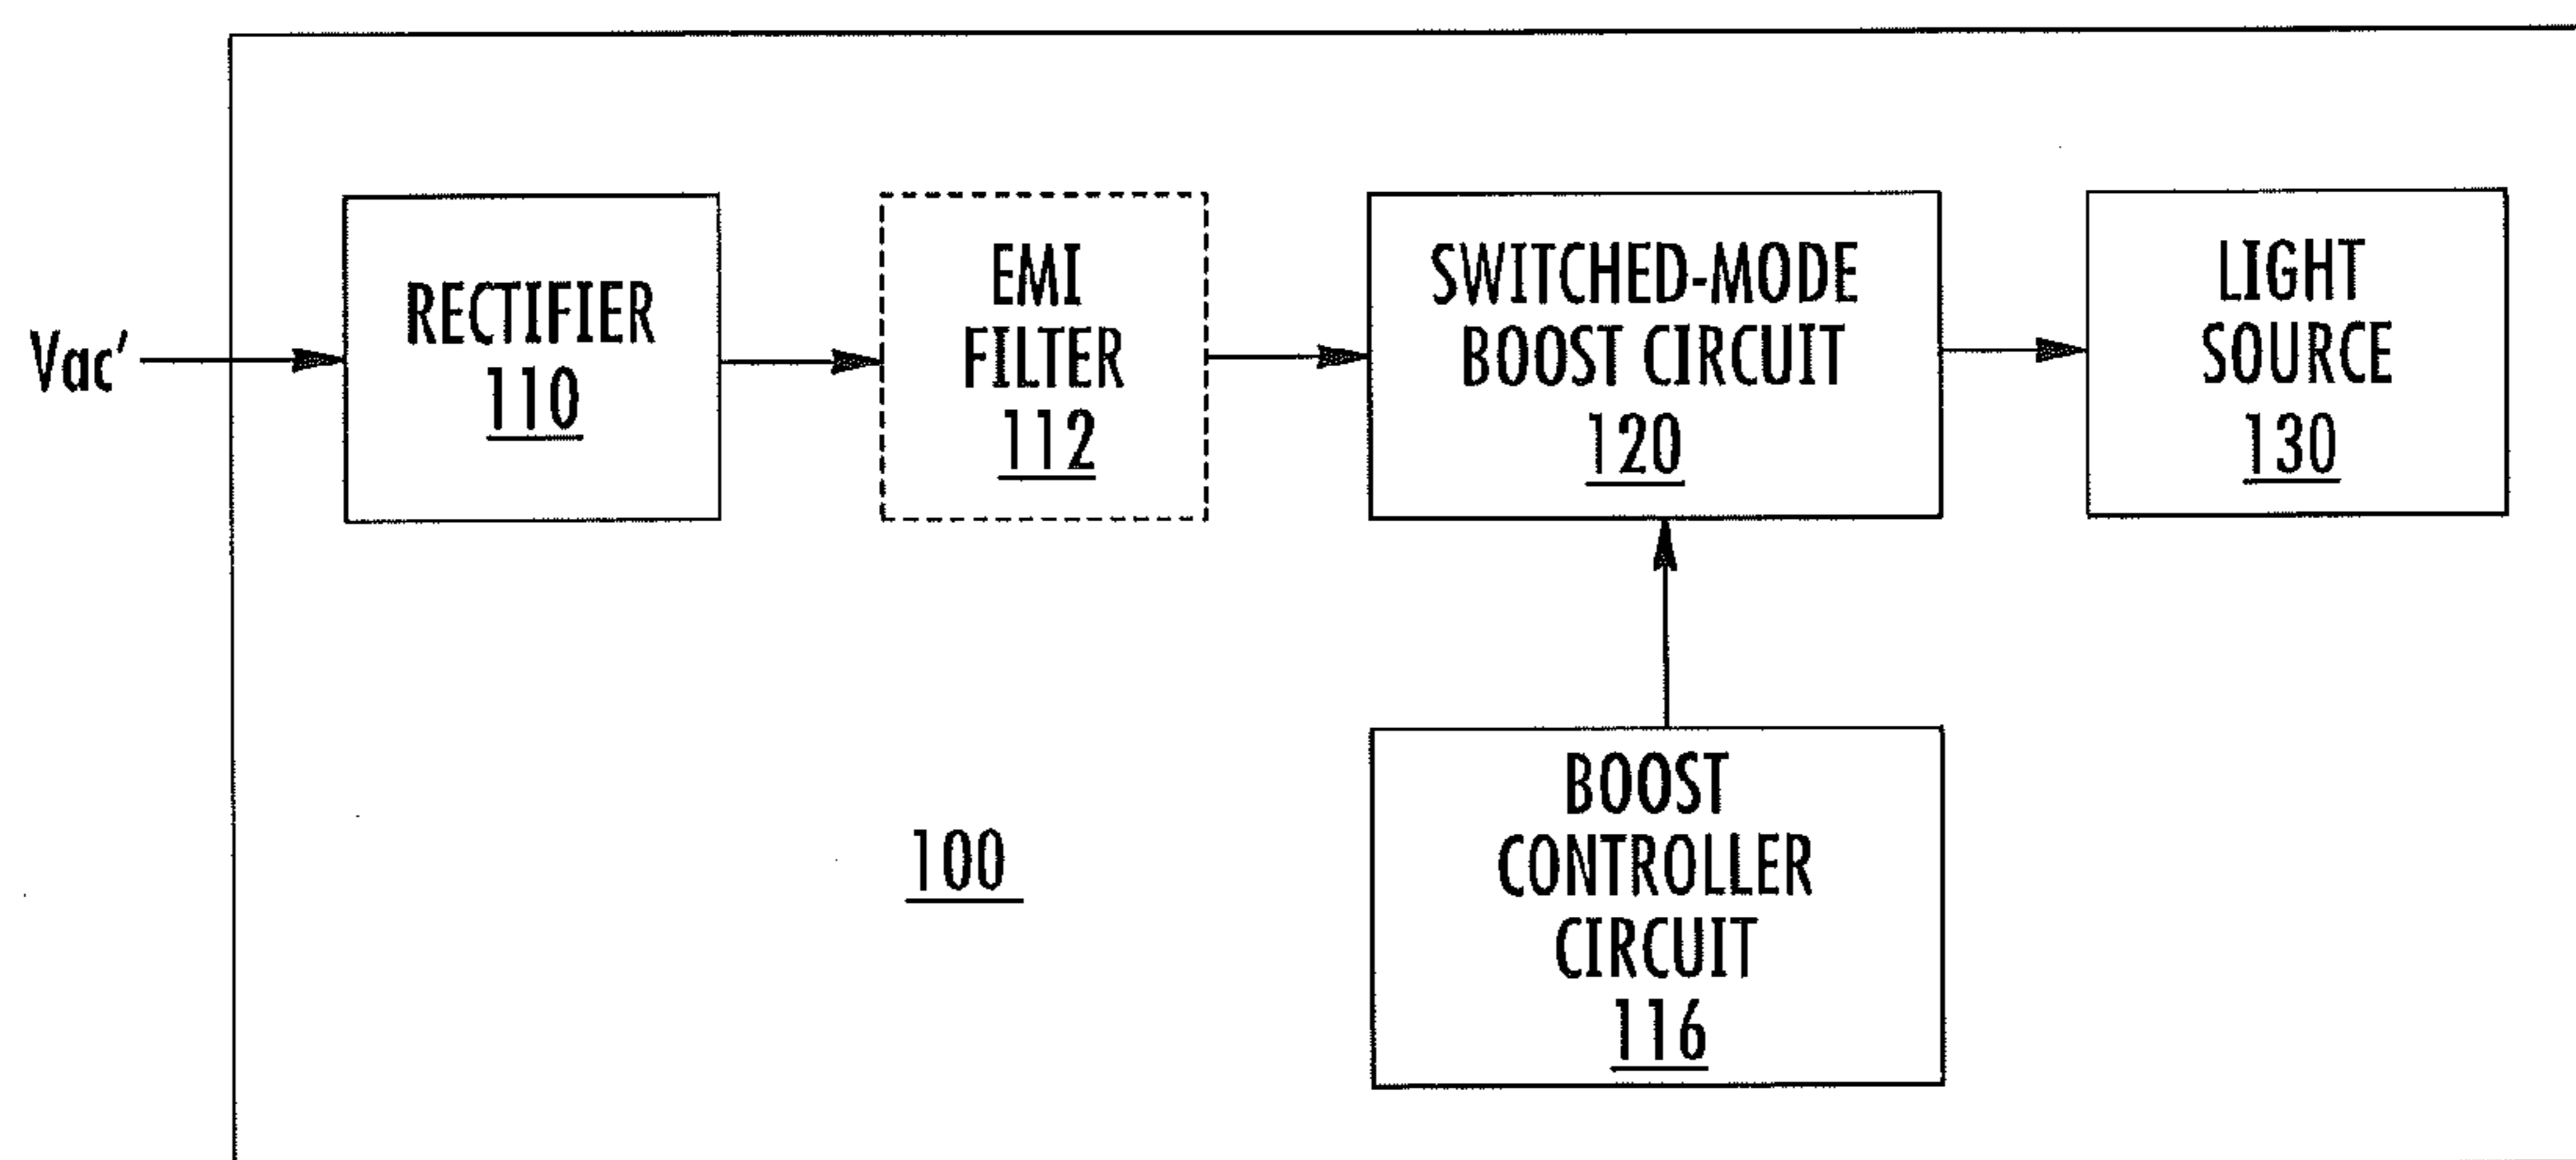 Vac'
RECTIFIER
110
EMI
FILTER
112
SWITCHED-MODE
BOOST CIRCUIT
120
LIGHT
SOURCE
130
BOOST
CONTROLLER
CIRCUIT
116
100